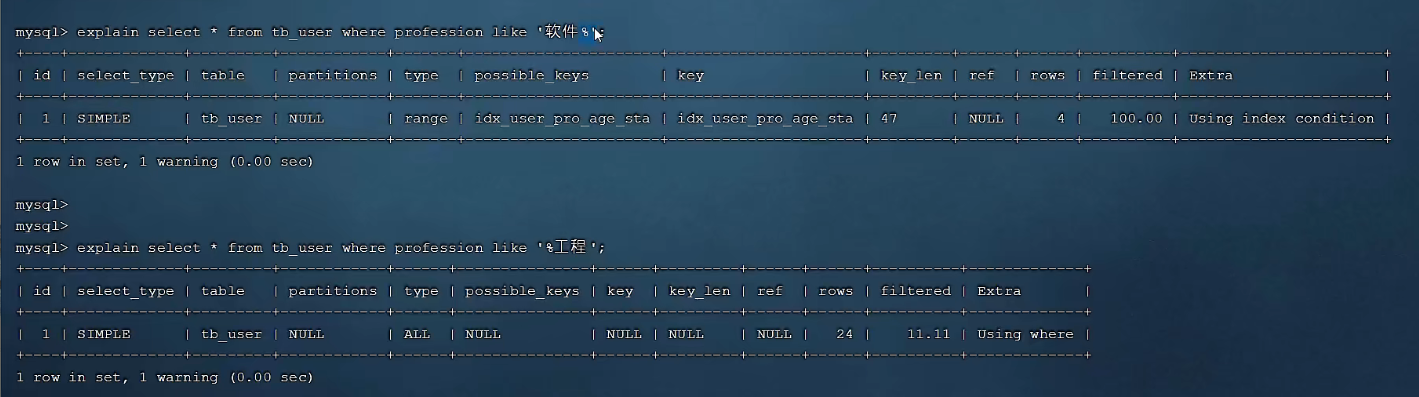 mysql> explain select * from tb_user where profession like '软件%';
+----+-------------+---------+------------+-------+----------------------+----------------------+---------+------+------+----------+-----------------------+
| id | select_type | table   | partitions | type  | possible_keys        | key                  | key_len | ref  | rows | filtered | Extra                 |
+----+-------------+---------+------------+-------+----------------------+----------------------+---------+------+------+----------+-----------------------+
|  1 | SIMPLE      | tb_user | NULL       | range | idx_user_pro_age_sta | idx_user_pro_age_sta | 47      | NULL |    4 |   100.00 | Using index condition |
+----+-------------+---------+------------+-------+----------------------+----------------------+---------+------+------+----------+-----------------------+
1 row in set, 1 warning (0.00 sec)
mysql>
mysql>
mysql> explain select * from tb_user where profession like '%工程';
+----+-------------+---------+------------+------+---------------+------+---------+------+------+----------+-------------+
| id | select_type | table   | partitions | type | possible_keys | key  | key_len | ref  | rows | filtered | Extra       |
+----+-------------+---------+------------+------+---------------+------+---------+------+------+----------+-------------+
|  1 | SIMPLE      | tb_user | NULL       | ALL  | NULL          | NULL | NULL    | NULL |   24 |    11.11 | Using where |
+----+-------------+---------+------------+------+---------------+------+---------+------+------+----------+-------------+
1 row in set, 1 warning (0.00 sec)